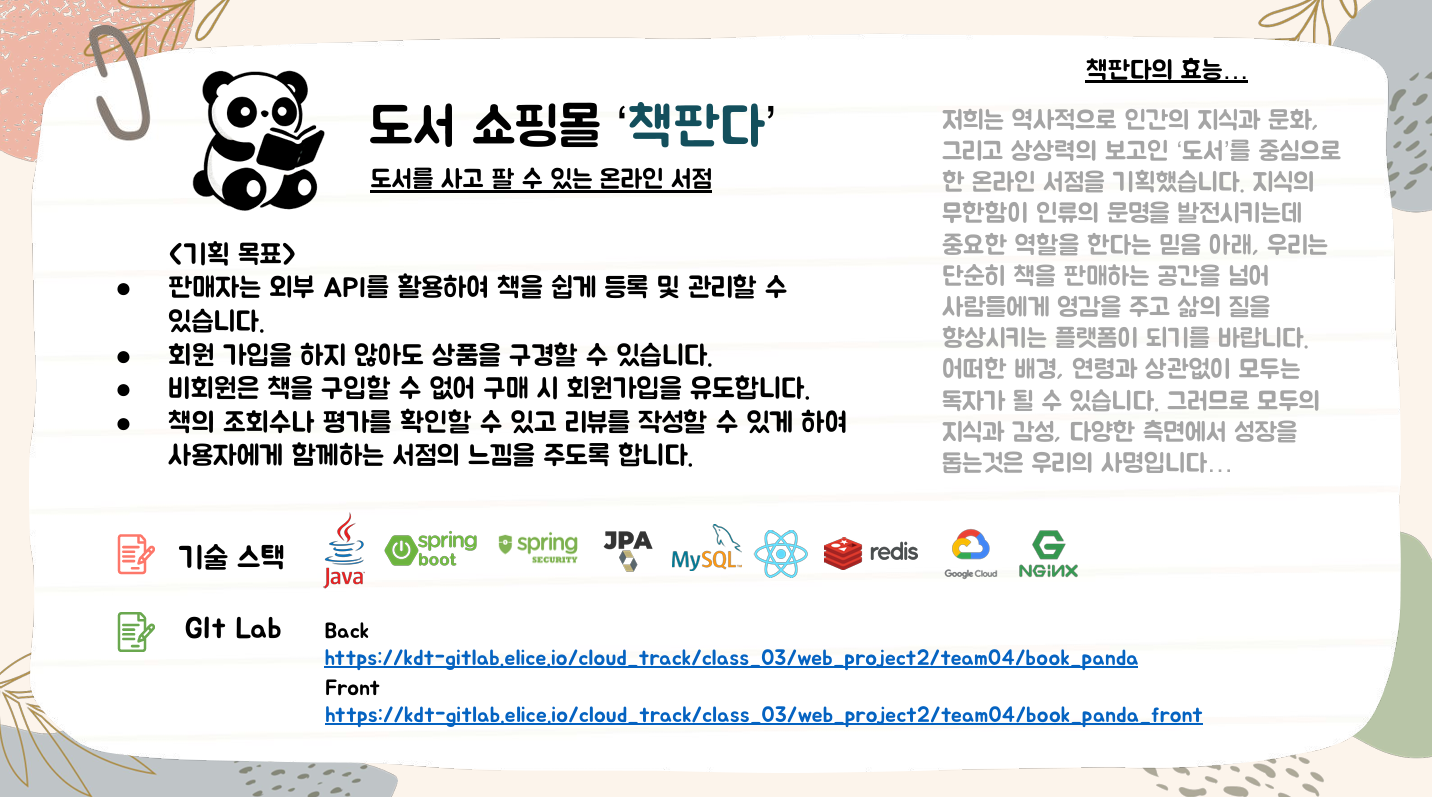 도서 쇼핑몰 ‘책판다’
도서를 사고 팔 수 있는 온라인 서점
<기획 목표>
● 판매자는 외부 API를 활용하여 책을 쉽게 등록 및 관리할 수
있습니다.
● 회원 가입을 하지 않아도 상품을 구경할 수 있습니다.
● 비회원은 책을 구입할 수 없어 구매 시 회원가입을 유도합니다.
● 책의 조회수나 평가를 확인할 수 있고 리뷰를 작성할 수 있게 하여
사용자에게 함께하는 서점의 느낌을 주도록 합니다.
책판다의 효능...
저희는 역사적으로 인간의 지식과 문화,
그리고 상상력의 보고인 ‘도서’를 중심으로
한 온라인 서점을 기획했습니다. 지식의
무한함이 인류의 문명을 발전시키는데
중요한 역할을 한다는 믿음 아래, 우리는
단순히 책을 판매하는 공간을 넘어
사람들에게 영감을 주고 삶의 질을
향상시키는 플랫폼이 되기를 바랍니다.
어떠한 배경, 연령과 상관없이 모두는
독자가 될 수 있습니다. 그러므로 모두의
지식과 감성, 다양한 측면에서 성장을
돕는것은 우리의 사명입니다...
기술 스택
Java
spring boot
spring SECURITY
JPA
MySQL
redis
Google Cloud
NGiNX
GIt Lab
Back
https://kdt-gitlab.elice.io/cloud_track/class_03/web_project2/team04/book_panda
Front
https://kdt-gitlab.elice.io/cloud_track/class_03/web_project2/team04/book_panda_front